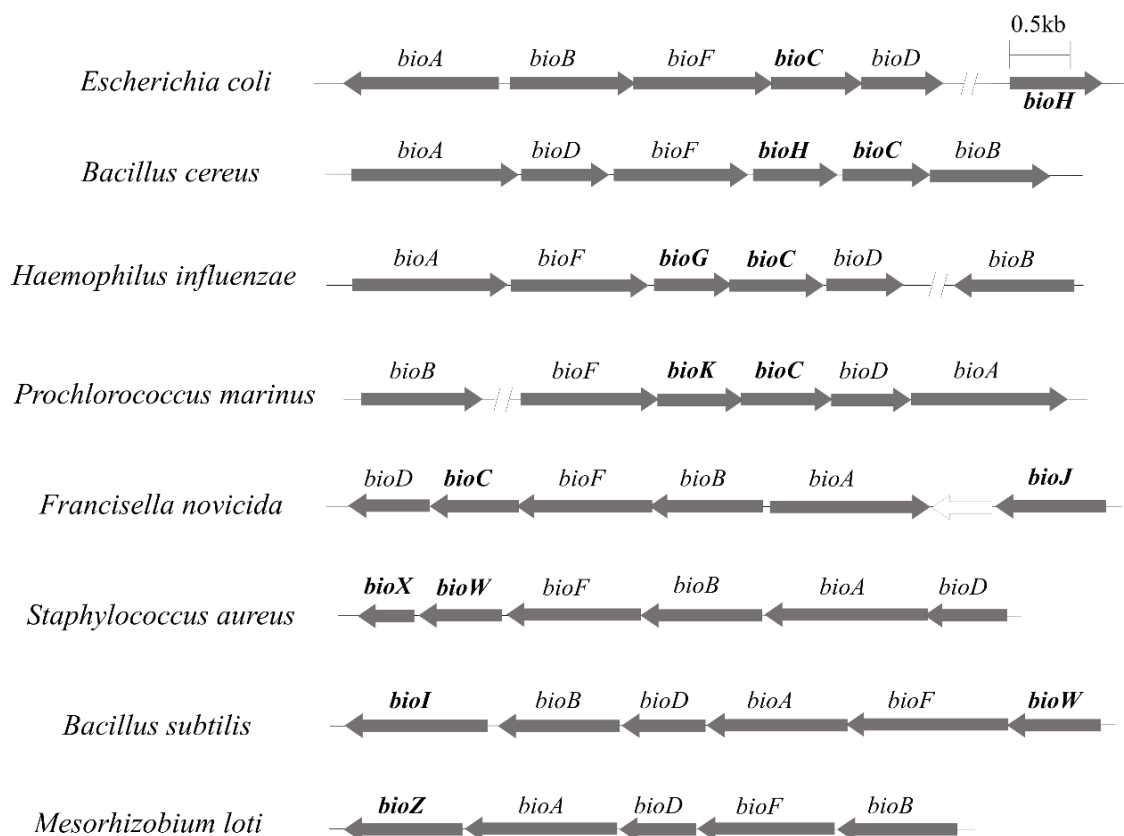 0.5kb
Escherichia coli bioA bioB bioF bioC bioD bioH
Bacillus cereus bioA bioD bioF bioH bioC bioB
Haemophilus influenzae bioA bioF bioG bioC bioD bioB
Prochlorococcus marinus bioB bioF bioK bioC bioD bioA
Francisella novicida bioD bioC bioF bioB bioA bioJ
Staphylococcus aureus bioX bioW bioF bioB bioA bioD
Bacillus subtilis bioI bioB bioD bioA bioF bioW
Mesorhizobium loti bioZ bioA bioD bioF bioB